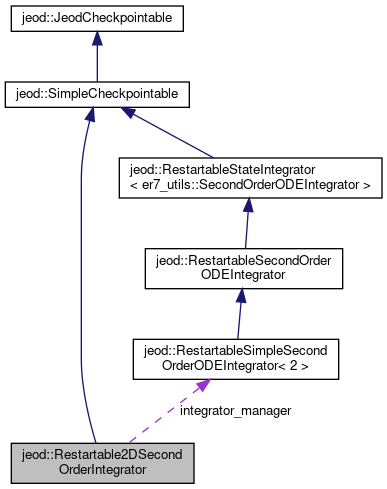 jeod::JeodCheckpointable
jeod::SimpleCheckpointable
jeod::RestartableStateIntegrator
< er7_utils::SecondOrderODEIntegrator >
jeod::RestartableSecondOrder
ODEIntegrator
jeod::RestartableSimpleSecond
OrderODEIntegrator< 2 >
integrator_manager
jeod::Restartable2DSecond
OrderIntegrator